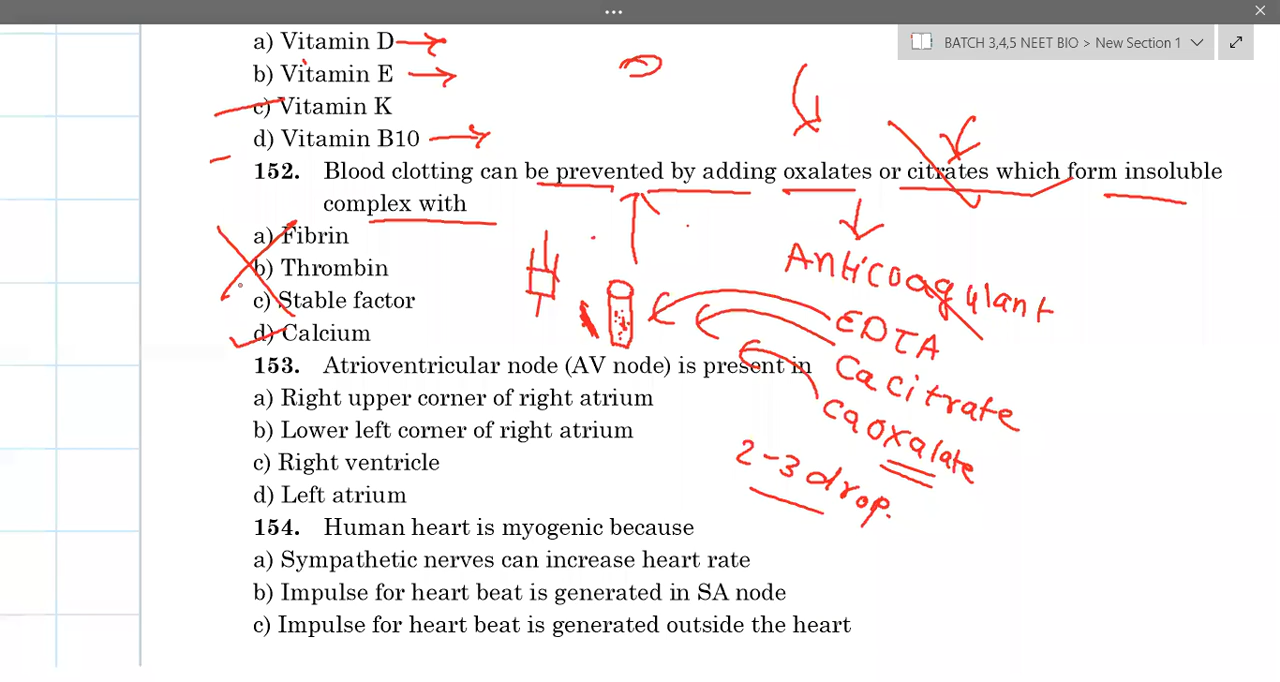 ...
BATCH 3,4,5 NEET BIO > New Section 1
a) Vitamin D
b) Vitamin E
c) Vitamin K
d) Vitamin B10
152. Blood clotting can be prevented by adding oxalates or citrates which form insoluble
complex with
a) Fibrin
b) Thrombin
c) Stable factor
d) Calcium
Anticoagulant
EDTA
Ca citrate
Ca oxalate
2-3 drop.
153. Atrioventricular node (AV node) is present in
a) Right upper corner of right atrium
b) Lower left corner of right atrium
c) Right ventricle
d) Left atrium
154. Human heart is myogenic because
a) Sympathetic nerves can increase heart rate
b) Impulse for heart beat is generated in SA node
c) Impulse for heart beat is generated outside the heart